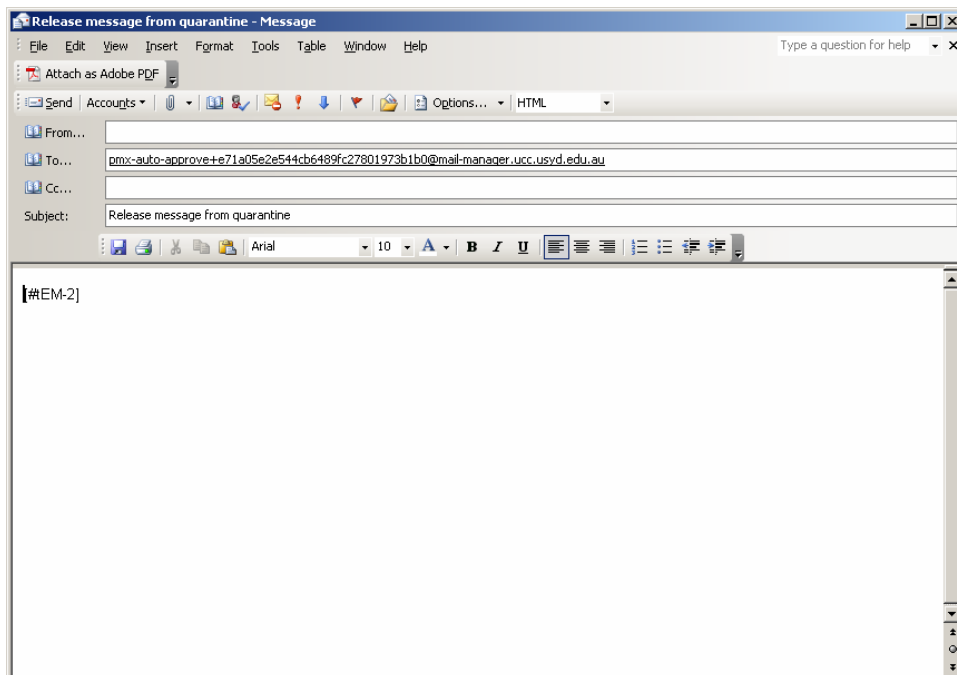 Release message from quarantine - Message
File Edit View Insert Format Tools Table Window Help Type a question for help
Attach as Adobe PDF
Send Accounts Options... HTML
From...
To... pmx-auto-approve+e71a05e2e544cb6489fc27801973b1b0@mail-manager.ucc.usyd.edu.au
Cc...
Subject: Release message from quarantine
Arial 10 A B I U
[#tEM-2]